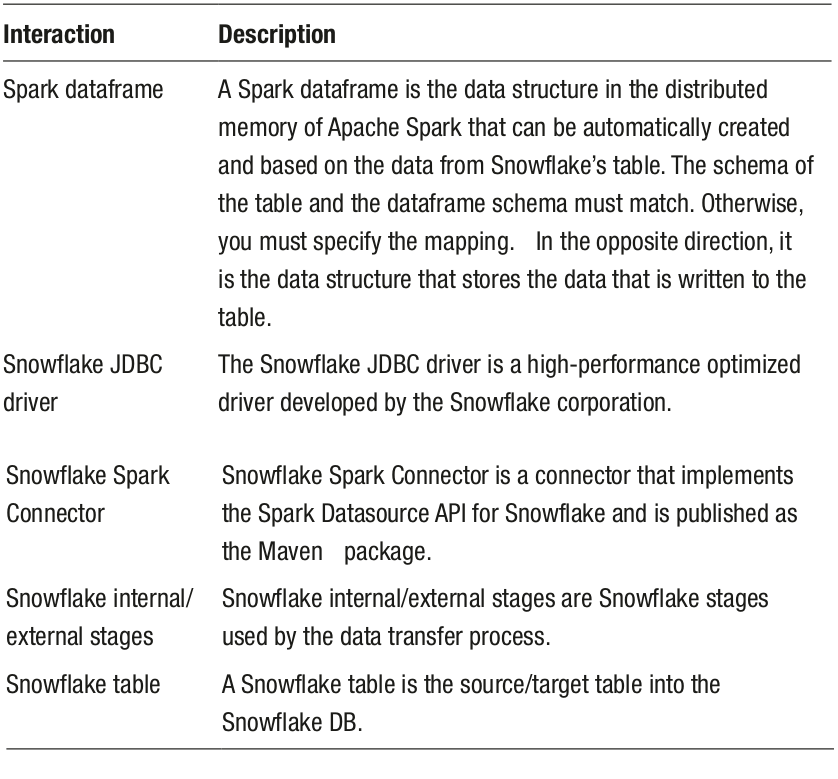 Interaction Description
Spark dataframe A Spark dataframe is the data structure in the distributed
memory of Apache Spark that can be automatically created
and based on the data from Snowflake’s table. The schema of
the table and the dataframe schema must match. Otherwise,
you must specify the mapping. In the opposite direction, it
is the data structure that stores the data that is written to the
table.
Snowflake JDBC The Snowflake JDBC driver is a high-performance optimized
driver driver developed by the Snowflake corporation.
Snowflake Spark Snowflake Spark Connector is a connector that implements
Connector the Spark Datasource API for Snowflake and is published as
the Maven package.
Snowflake internal/ Snowflake internal/external stages are Snowflake stages
external stages used by the data transfer process.
Snowflake table A Snowflake table is the source/target table into the
Snowflake DB.